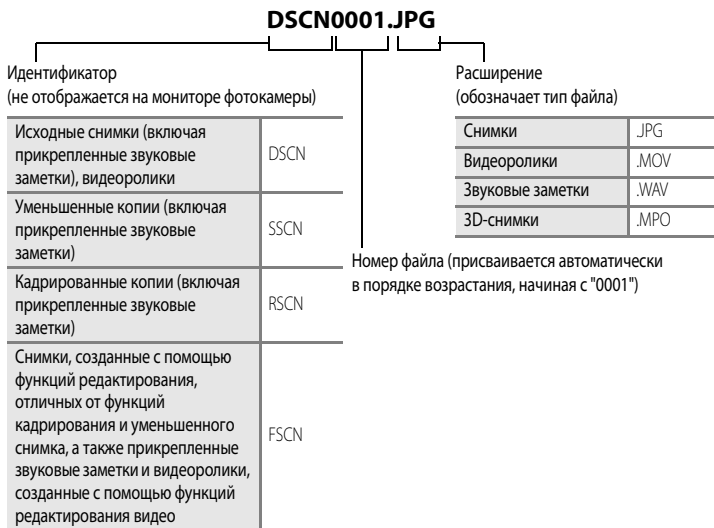 DSCN0001.JPG
Идентификатор
(не отображается на мониторе фотокамеры)
Исходные снимки (включая
прикрепленные звуковые
заметки), видеоролики
DSCN
Уменьшенные копии (включая
прикрепленные звуковые
заметки)
SSCN
Кадрированные копии (включая
прикрепленные звуковые
заметки)
RSCN
Снимки, созданные с помощью
функций редактирования,
отличных от функций
кадрирования и уменьшенного
снимка, а также прикрепленные
звуковые заметки и видеоролики,
созданные с помощью функций
редактирования видео
FSCN
Расширение
(обозначает тип файла)
Снимки .JPG
Видеоролики .MOV
Звуковые заметки .WAV
3D-снимки .MPO
Номер файла (присваивается автоматически
в порядке возрастания, начиная с "0001")